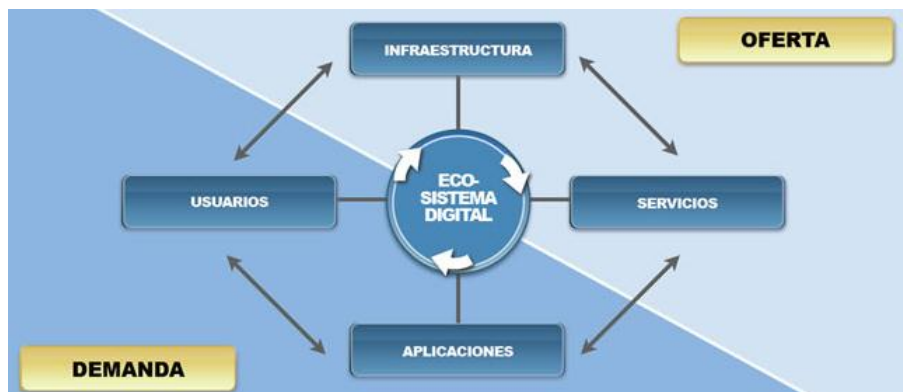 INFRAESTRUCTURA
OFERTA
USUARIOS
ECO-
SISTEMA
DIGITAL
SERVICIOS
APLICACIONES
DEMANDA